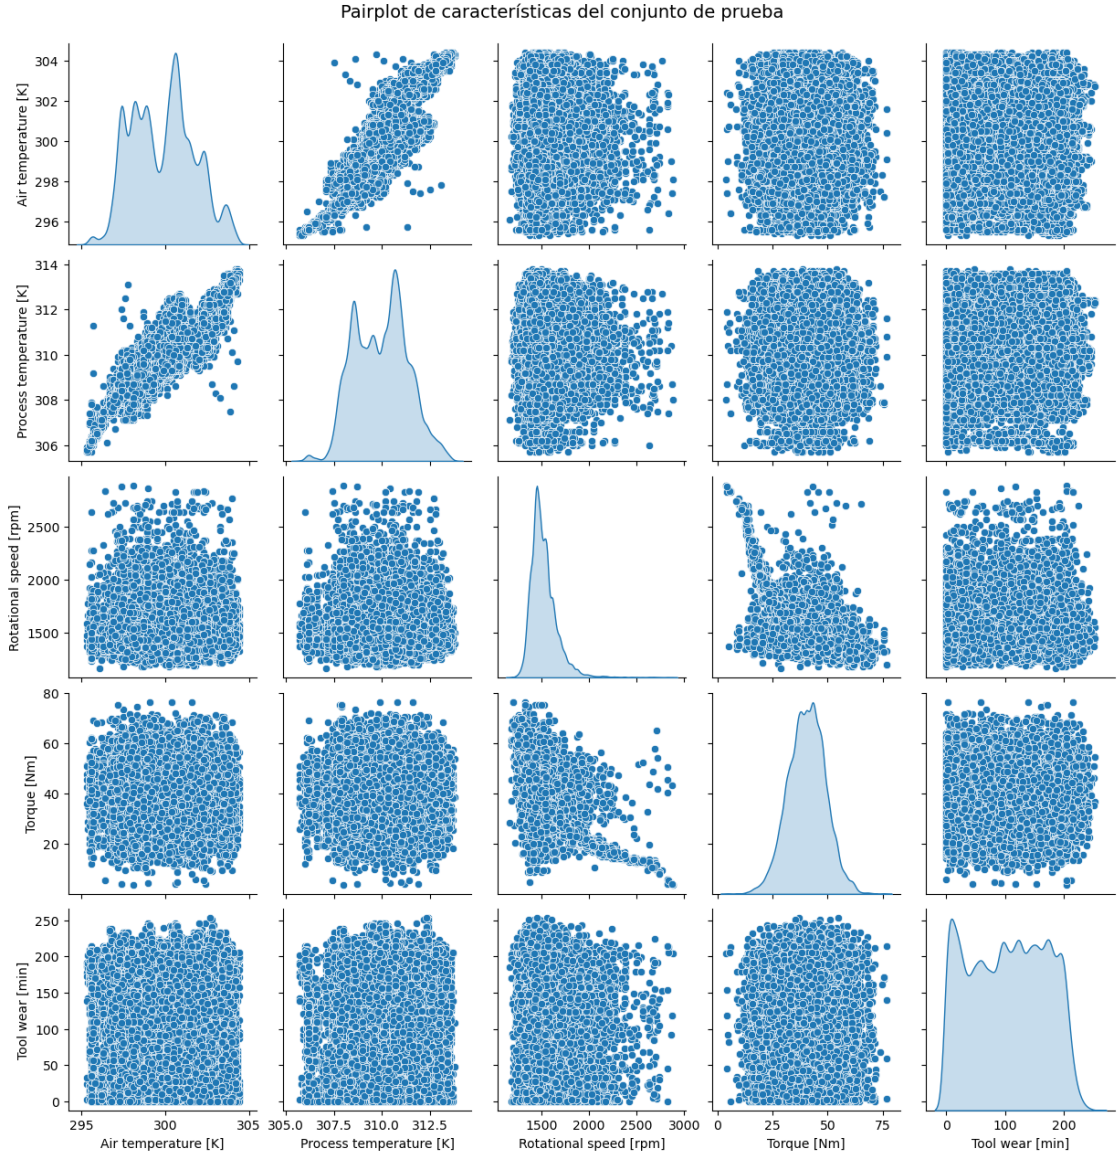 Pairplot de características del conjunto de prueba
Air temperature [K]
304
302
300
298
296
Process temperature [K]
314
312
310
308
306
Rotational speed [rpm]
2500
2000
1500
Torque [Nm]
80
60
40
20
Tool wear [min]
250
200
150
100
50
0
295 300 305.0 307.5 310.0 312.5 1500 2000 2500 3000 0 25 50 75 0 100 200
Air temperature [K] Process temperature [K] Rotational speed [rpm] Torque [Nm] Tool wear [min]